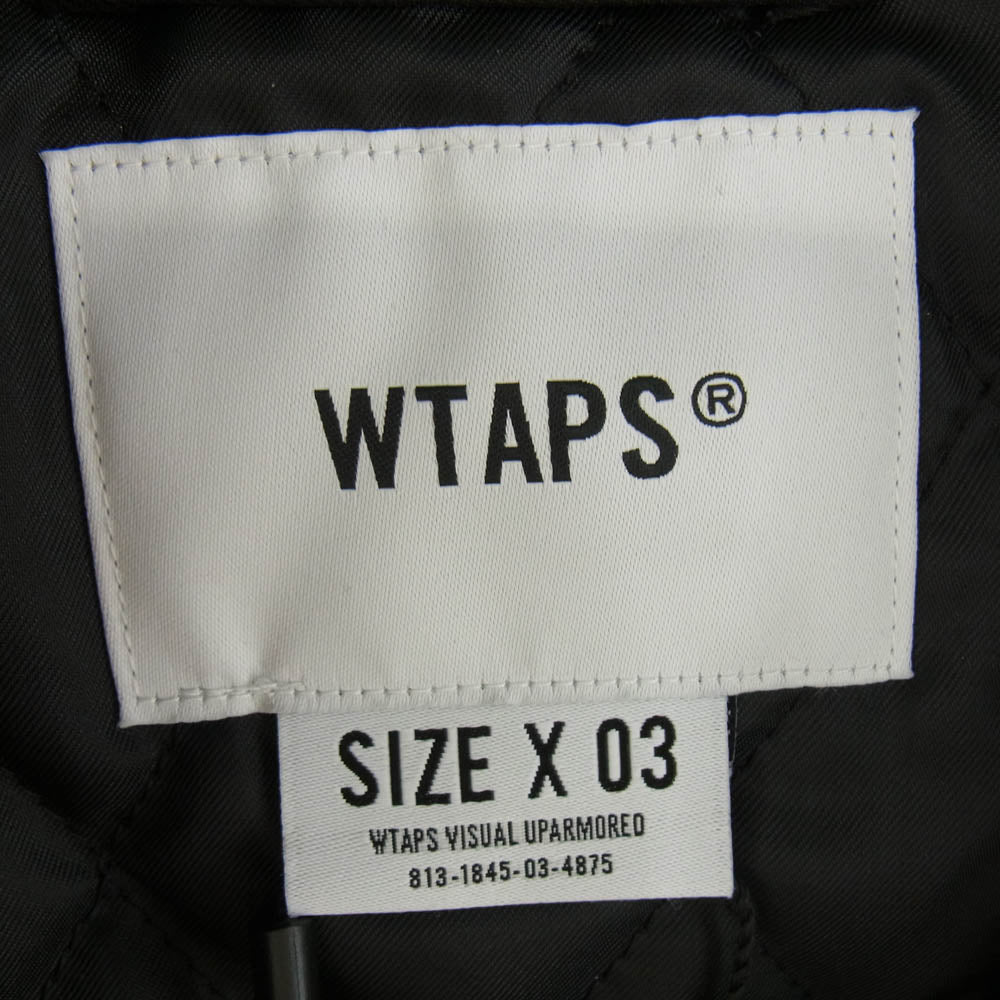 WTAPS®
SIZE X 03
WTAPS VISUAL UPARMORED
813-1845-03-4875